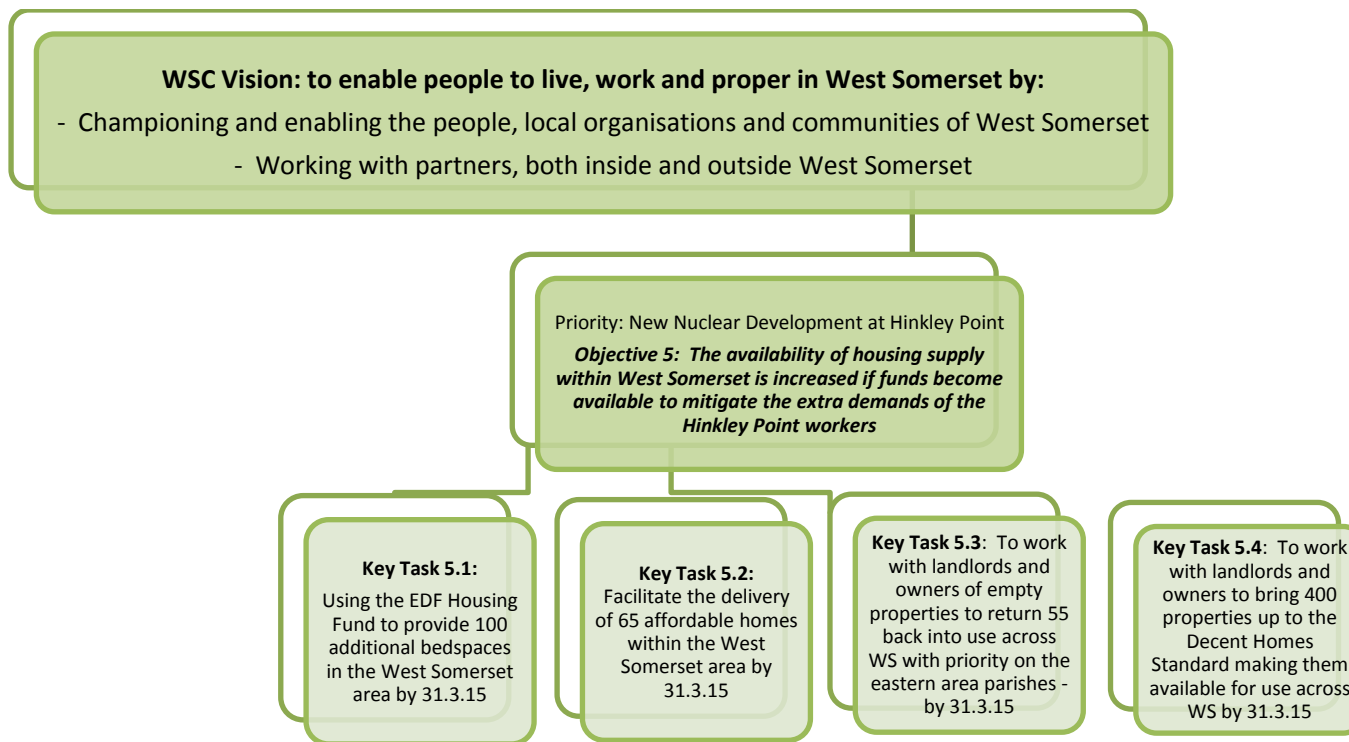 WSC Vision: to enable people to live, work and proper in West Somerset by:
- Championing and enabling the people, local organisations and communities of West Somerset
- Working with partners, both inside and outside West Somerset
Priority: New Nuclear Development at Hinkley Point
Objective 5: The availability of housing supply
within West Somerset is increased if funds become
available to mitigate the extra demands of the
Hinkley Point workers
Key Task 5.1:
Using the EDF Housing
Fund to provide 100
additional bedspaces
in the West Somerset
area by 31.3.15
Key Task 5.2:
Facilitate the delivery
of 65 affordable homes
within the West
Somerset area by
31.3.15
Key Task 5.3: To work
with landlords and
owners of empty
properties to return 55
back into use across
WS with priority on the
eastern area parishes -
by 31.3.15
Key Task 5.4: To work
with landlords and
owners to bring 400
properties up to the
Decent Homes
Standard making them
available for use across
WS by 31.3.15